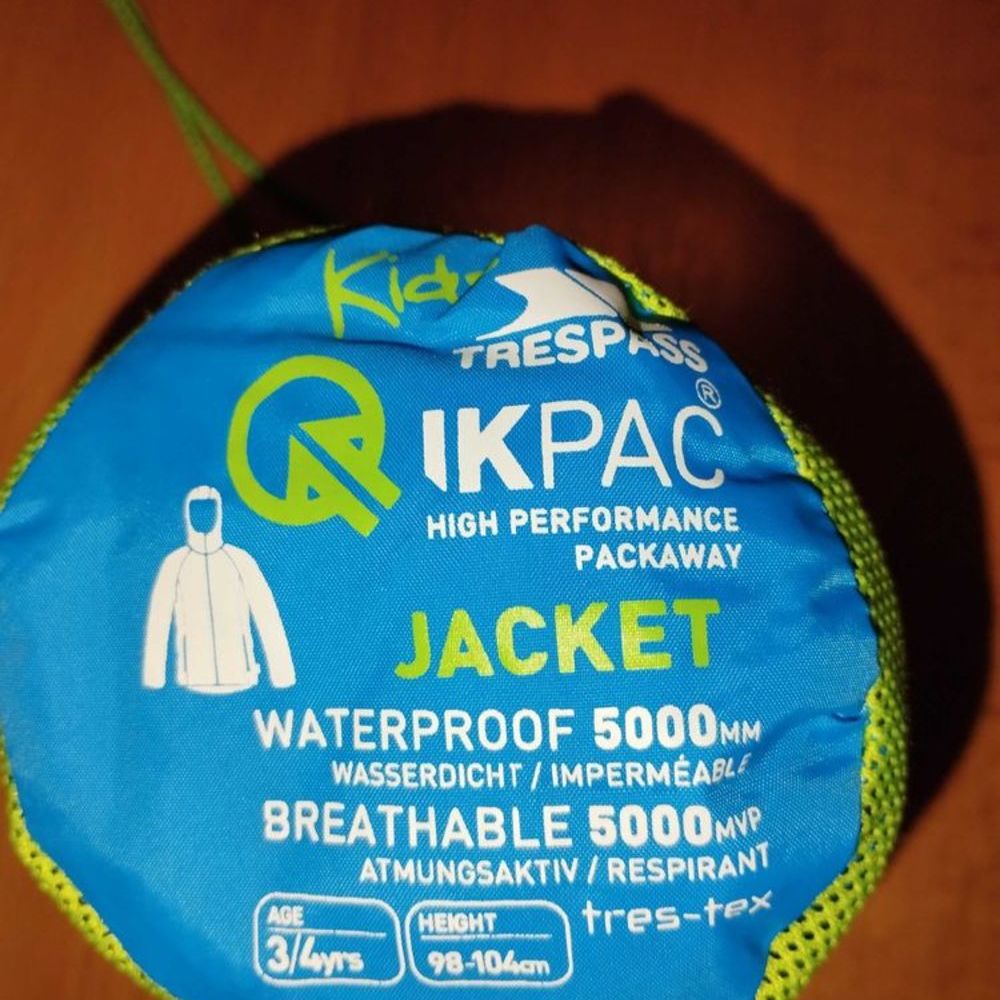 Kids
TRESPASS
QIKPAC®
HIGH PERFORMANCE
PACKAWAY
JACKET
WATERPROOF 5000MM
WASSERDICHT / IMPERMÉABLE
BREATHABLE 5000MVP
ATMUNGSAKTIV / RESPIRANT
tres-tex
AGE
3/4yrs
HEIGHT
98-104cm